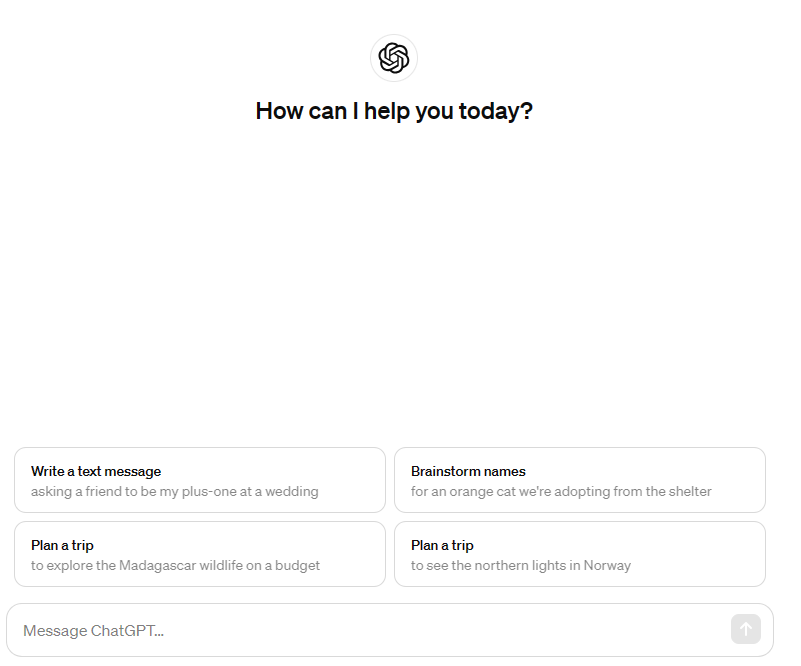 How can I help you today?
Write a text message
asking a friend to be my plus-one at a wedding
Brainstorm names
for an orange cat we're adopting from the shelter
Plan a trip
to explore the Madagascar wildlife on a budget
Plan a trip
to see the northern lights in Norway
Message ChatGPT...